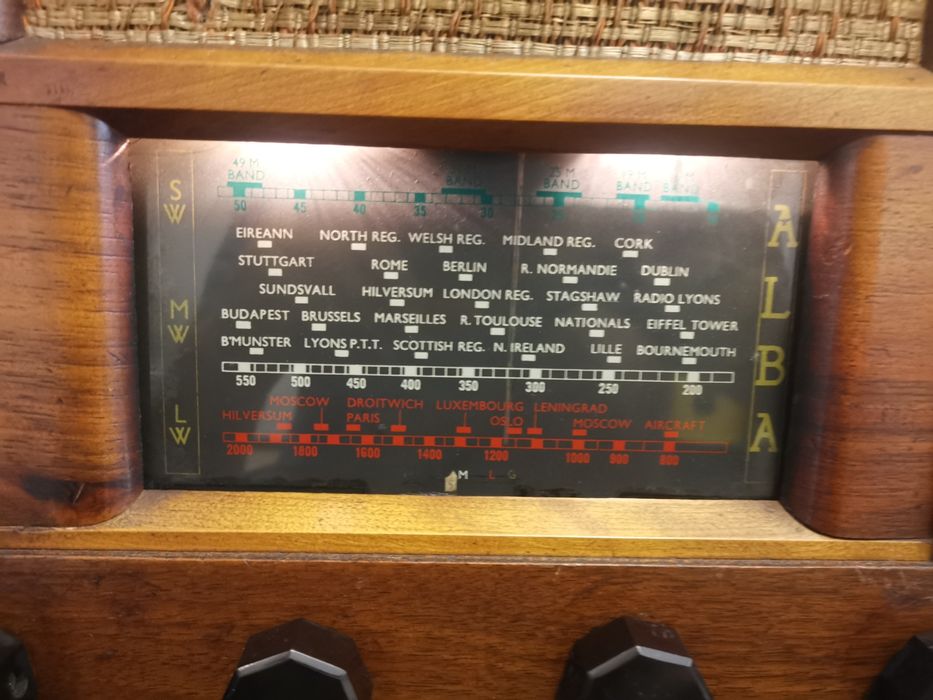 49 M. 25 M.
BAND BAND BAND BAND
50 45 40 35 30 25
SW
EIREANN NORTH REG. WELSH REG. MIDLAND REG. CORK
STUTTGART ROME BERLIN R. NORMANDIE DUBLIN
SUNDSVALL HILVERSUM LONDON REG. STAGSHAW RADIO LYONS
MW
BUDAPEST BRUSSELS MARSEILLES R. TOULOUSE NATIONALS EIFFEL TOWER
B'MUNSTER LYONS P.T.T. SCOTTISH REG. N. IRELAND LILLE BOURNEMOUTH
550 500 450 400 350 300 250 200
MOSCOW DROITWICH LUXEMBOURG LENINGRAD
HILVERSUM PARIS OSLO MOSCOW AIRCRAFT
LW
2000 1800 1600 1400 1200 1000 900 800
S M L G
ALBA